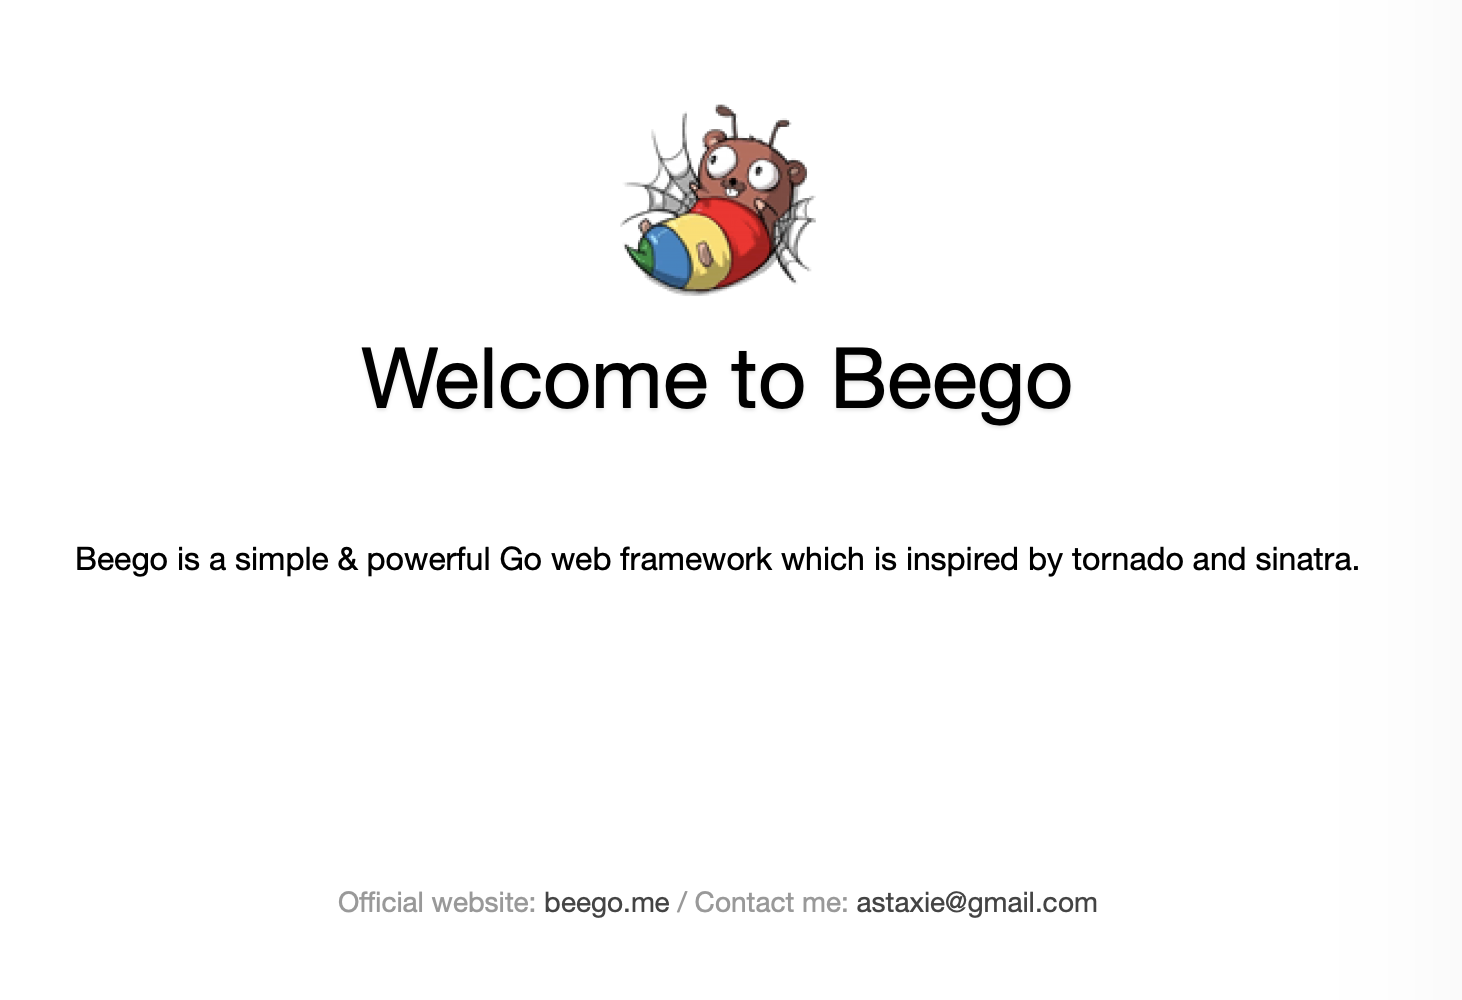 Welcome to Beego
Beego is a simple & powerful Go web framework which is inspired by tornado and sinatra.
Official website: beego.me / Contact me: astaxie@gmail.com